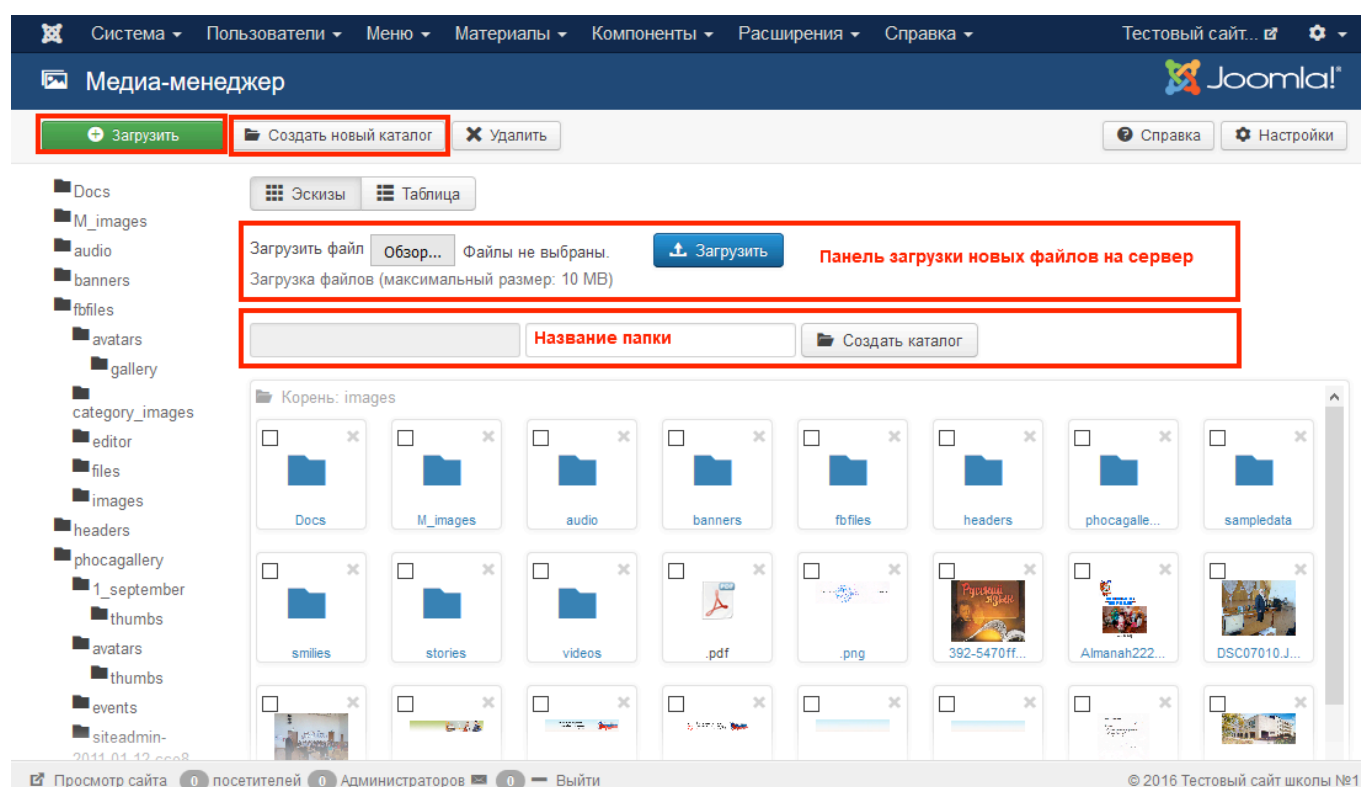 Система Пользователи Меню Материалы Компоненты Расширения Справка Тестовый сайт...
Медиа-менеджер Joomla!
Загрузить Создать новый каталог Удалить Справка Настройки
Эскизы Таблица
Загрузить файл Обзор... Файлы не выбраны. Загрузить Панель загрузки новых файлов на сервер
Загрузка файлов (максимальный размер: 10 MB)
Название папки Создать каталог
Docs
M_images
audio
banners
fbfiles
avatars
gallery
category_images
editor
files
images
headers
phocagallery
1_september
thumbs
avatars
thumbs
events
siteadmin-
Корень: images
Docs M_images audio banners fbfiles headers phocagalle... sampledata
smilies stories videos .pdf .png 392-5470ff... Almanah222... DSC07010.J...
Просмотр сайта 0 посетителей 0 Администраторов 0 Выйти © 2016 Тестовый сайт школы №1